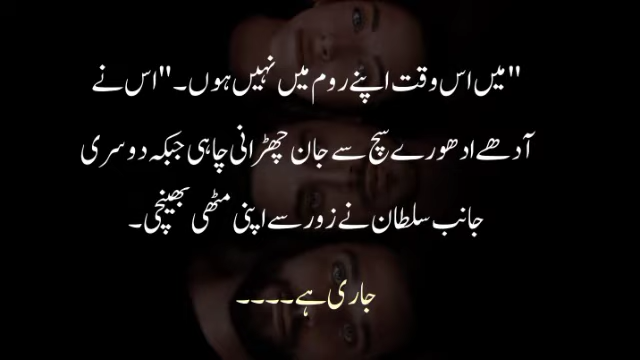 "میں اس وقت اپنے روم میں نہیں ہوں۔" اس نے
آدھے ادھورے سچ سے جان چھڑانی چاہی جبکہ دوسری
جانب سلطان نے زور سے اپنی مٹھی بھینچی۔
جاری ہے۔۔۔۔